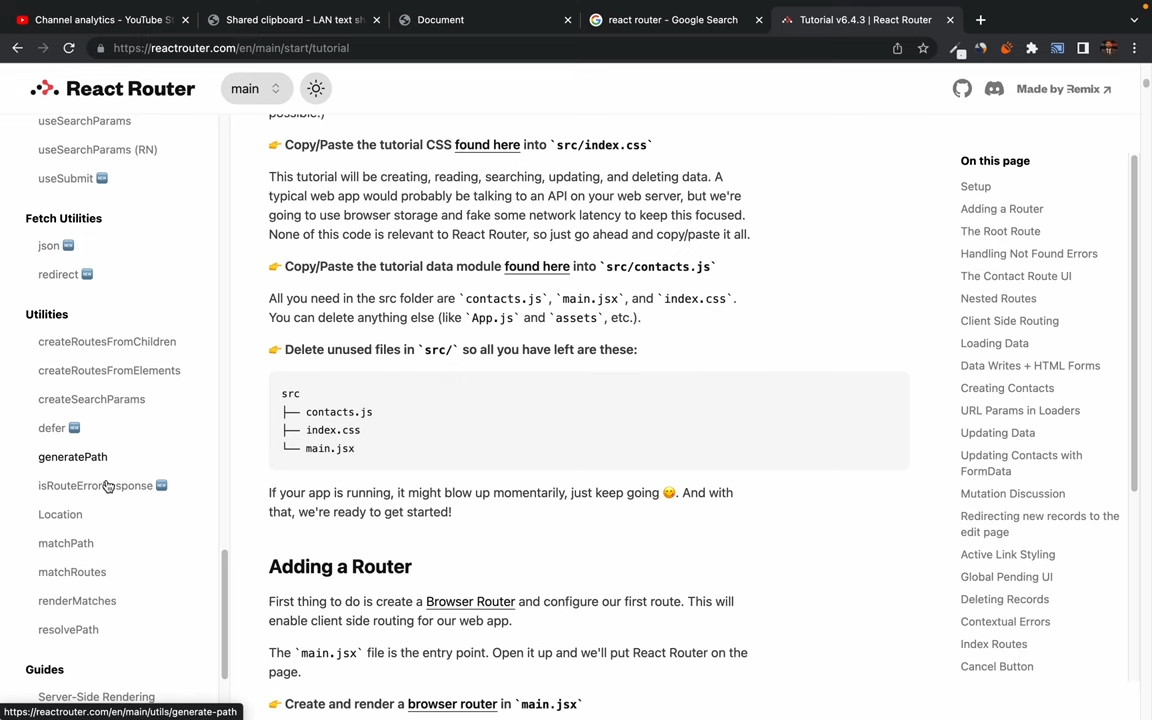 Channel analytics - YouTube St
Shared clipboard - LAN text sh
Document
react router - Google Search
Tutorial v6.4.3 | React Router
https://reactrouter.com/en/main/start/tutorial
React Router
main
Made by Remix ↗
useSearchParams
useSearchParams (RN)
useSubmit 🆕
Fetch Utilities
json 🆕
redirect 🆕
Utilities
createRoutesFromChildren
createRoutesFromElements
createSearchParams
defer 🆕
generatePath
isRouteErrorResponse 🆕
Location
matchPath
matchRoutes
renderMatches
resolvePath
Guides
Server-Side Rendering
https://reactrouter.com/en/main/utils/generate-path
possible.)
👉 Copy/Paste the tutorial CSS found here into `src/index.css`
This tutorial will be creating, reading, searching, updating, and deleting data. A
typical web app would probably be talking to an API on your web server, but we're
going to use browser storage and fake some network latency to keep this focused.
None of this code is relevant to React Router, so just go ahead and copy/paste it all.
👉 Copy/Paste the tutorial data module found here into `src/contacts.js`
All you need in the src folder are `contacts.js`, `main.jsx`, and `index.css`.
You can delete anything else (like `App.js` and `assets`, etc.).
👉 Delete unused files in `src/` so all you have left are these:
src
├── contacts.js
├── index.css
└── main.jsx
If your app is running, it might blow up momentarily, just keep going 😋. And with
that, we're ready to get started!
Adding a Router
First thing to do is create a Browser Router and configure our first route. This will
enable client side routing for our web app.
The `main.jsx` file is the entry point. Open it up and we'll put React Router on the
page.
👉 Create and render a browser router in `main.jsx`
On this page
Setup
Adding a Router
The Root Route
Handling Not Found Errors
The Contact Route UI
Nested Routes
Client Side Routing
Loading Data
Data Writes + HTML Forms
Creating Contacts
URL Params in Loaders
Updating Data
Updating Contacts with
FormData
Mutation Discussion
Redirecting new records to the
edit page
Active Link Styling
Global Pending UI
Deleting Records
Contextual Errors
Index Routes
Cancel Button